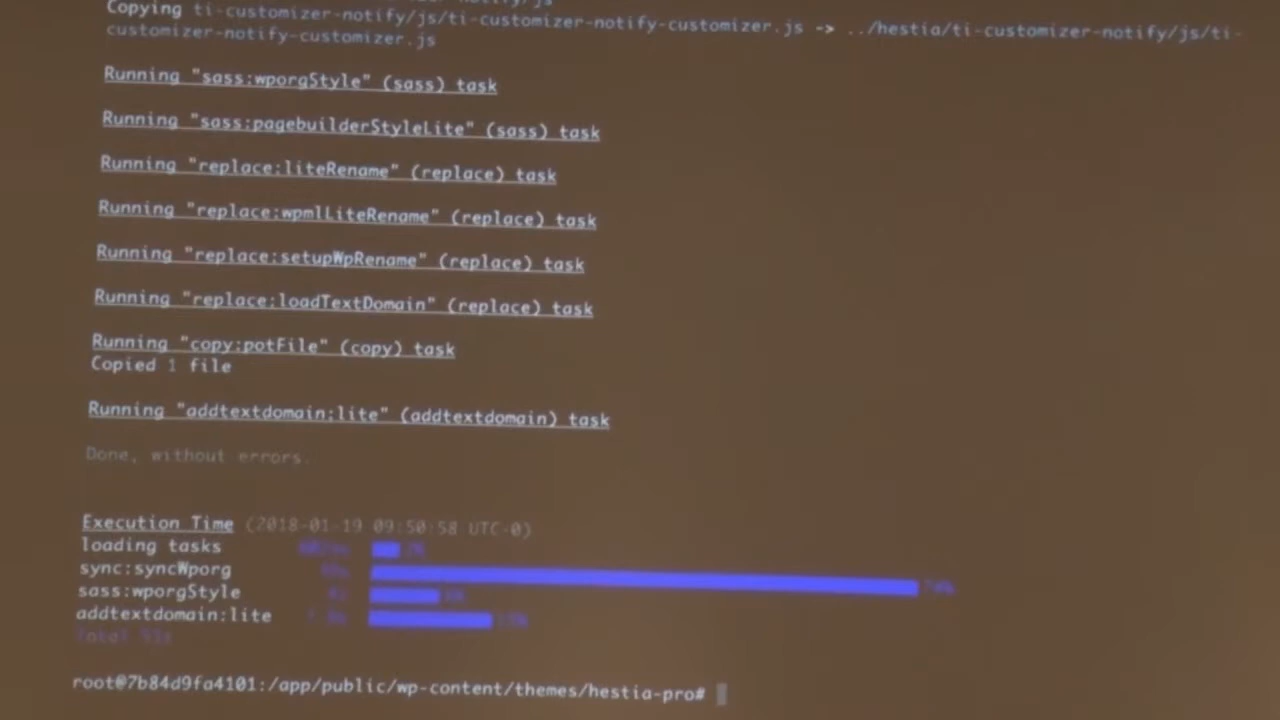 Copying ti-customizer-notify/js/ti-customizer-notify-customizer.js -> ../hestia/ti-customizer-notify/js/ti-
customizer-notify-customizer.js
Running "sass:wporgStyle" (sass) task
Running "sass:pagebuilderStyleLite" (sass) task
Running "replace:liteRename" (replace) task
Running "replace:wpmlLiteRename" (replace) task
Running "replace:setupWpRename" (replace) task
Running "replace:loadTextDomain" (replace) task
Running "copy:potFile" (copy) task
Copied 1 file
Running "addtextdomain:lite" (addtextdomain) task
Done, without errors.
Execution Time (2018-01-19 09:50:58 UTC-0)
loading tasks
sync:syncWporg
sass:wporgStyle
addtextdomain:lite
Total
root@7b84d9fa4101:/app/public/wp-content/themes/hestia-pro#